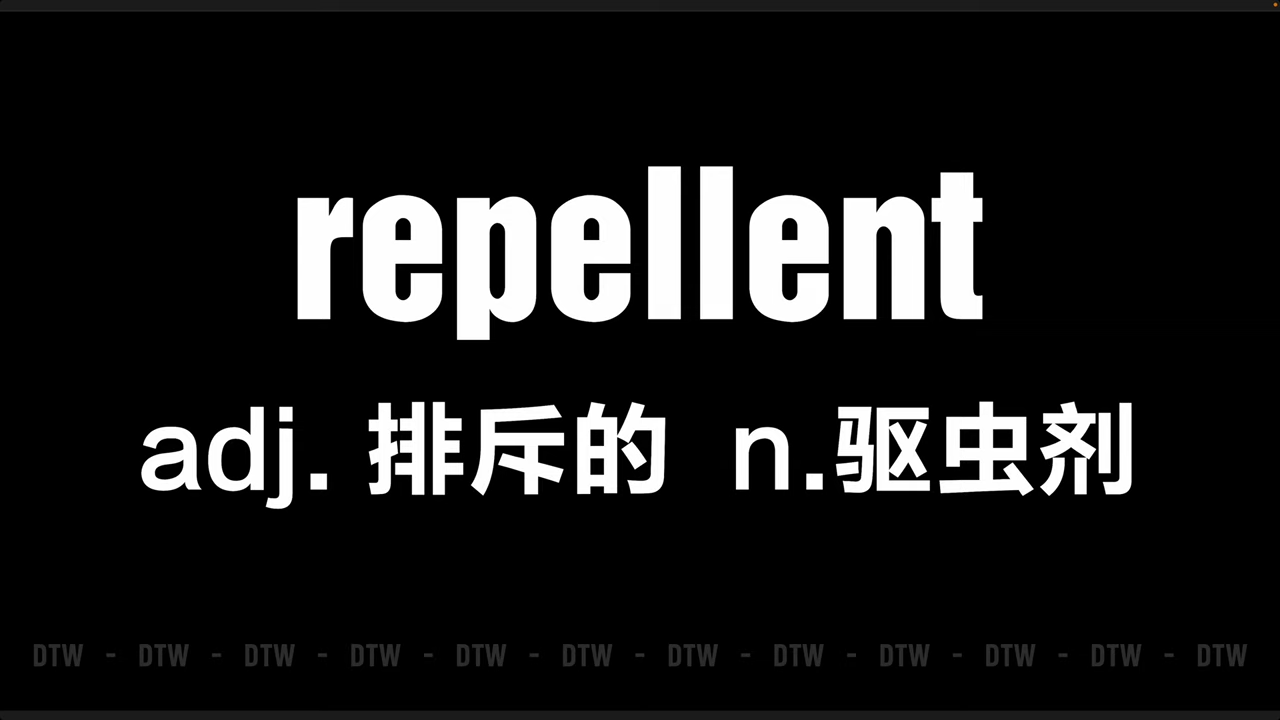 repellent
adj. 排斥的 n.驱虫剂
DTW - DTW - DTW - DTW - DTW - DTW - DTW - DTW - DTW - DTW - DTW - DTW